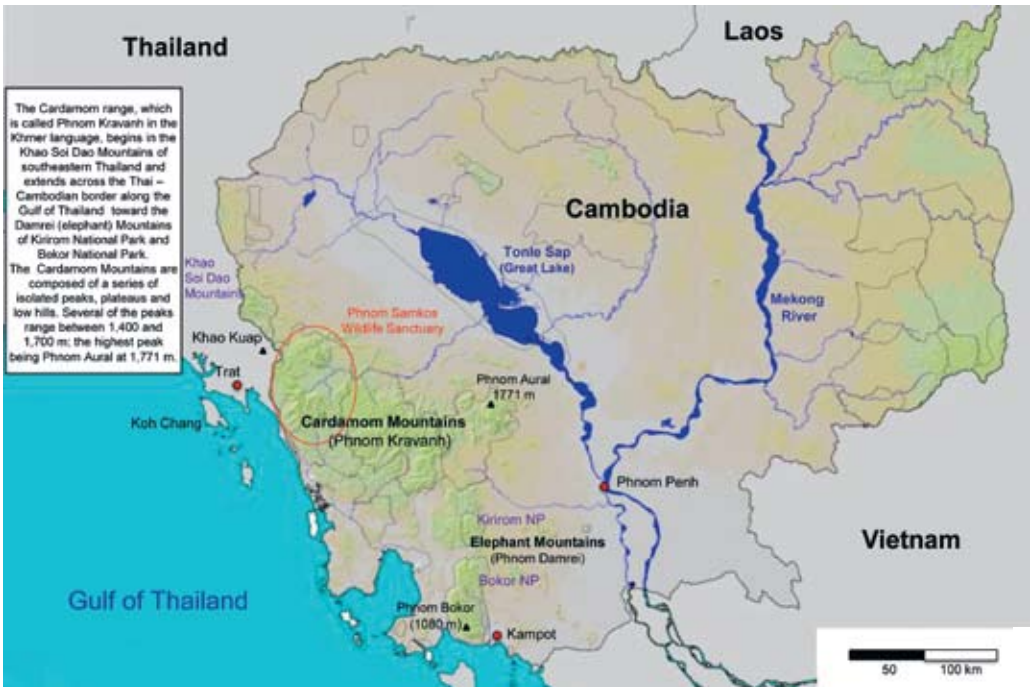 Thailand
Laos
The Cardamom range, which
is called Phnom Kravanh in the
Khmer language, begins in the
Khao Soi Dao Mountains of
southeastern Thailand and
extends across the Thai –
Cambodian border along the
Gulf of Thailand toward the
Damrei (elephant) Mountains
of Kirirom National Park and
Bokor National Park.
The Cardamom Mountains are
composed of a series of
isolated peaks, plateaus and
low hills. Several of the peaks
range between 1,400 and
1,700 m; the highest peak
being Phnom Aural at 1,771 m.
Cambodia
Tonle Sap
(Great Lake)
Khao
Soi Dao
Mountains
Mekong
River
Phnom Samkos
Wildlife Sanctuary
Khao Kuap
Trat
Koh Chang
Phnom Aural
1771 m
Cardamom Mountains
(Phnom Kravanh)
Phnom Penh
Kirirom NP
Elephant Mountains
(Phnom Damrei)
Bokor NP
Vietnam
Gulf of Thailand
Phnom Bokor
(1080 m)
Kampot
50
100 km